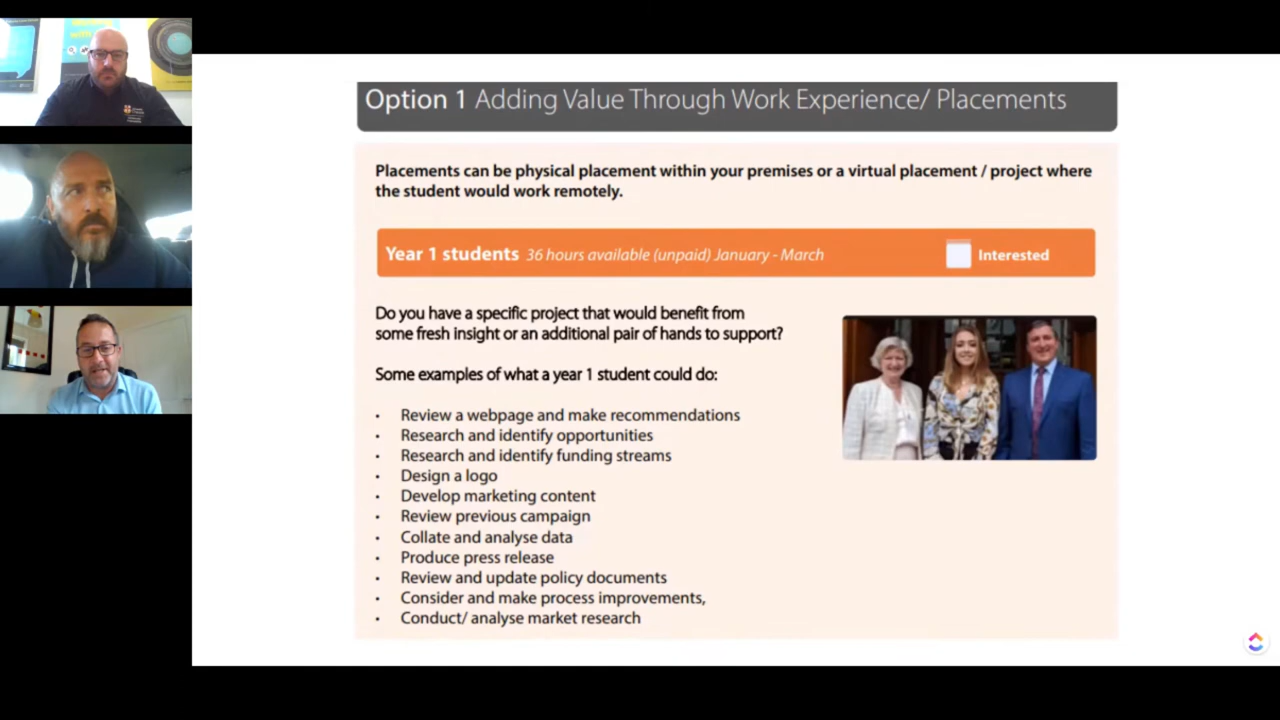 Option 1 Adding Value Through Work Experience/ Placements
Placements can be physical placement within your premises or a virtual placement / project where
the student would work remotely.
Year 1 students 36 hours available (unpaid) January - March
Interested
Do you have a specific project that would benefit from
some fresh insight or an additional pair of hands to support?
Some examples of what a year 1 student could do:
• Review a webpage and make recommendations
• Research and identify opportunities
• Research and identify funding streams
• Design a logo
• Develop marketing content
• Review previous campaign
• Collate and analyse data
• Produce press release
• Review and update policy documents
• Consider and make process improvements,
• Conduct/ analyse market research